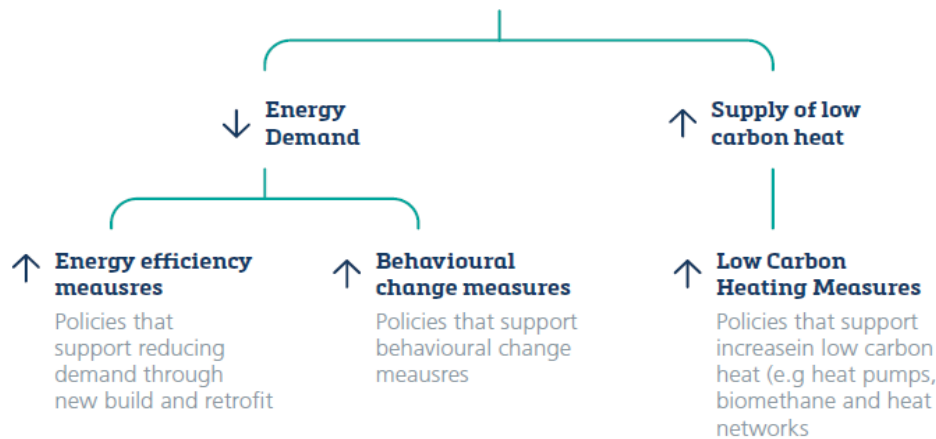 Energy
Demand
Supply of low
carbon heat
Energy efficiency
meausres
Policies that
support reducing
demand through
new build and retrofit
Behavioural
change measures
Policies that support
behavioural change
meausres
Low Carbon
Heating Measures
Policies that support
increasein low carbon
heat (e.g heat pumps,
biomethane and heat
networks